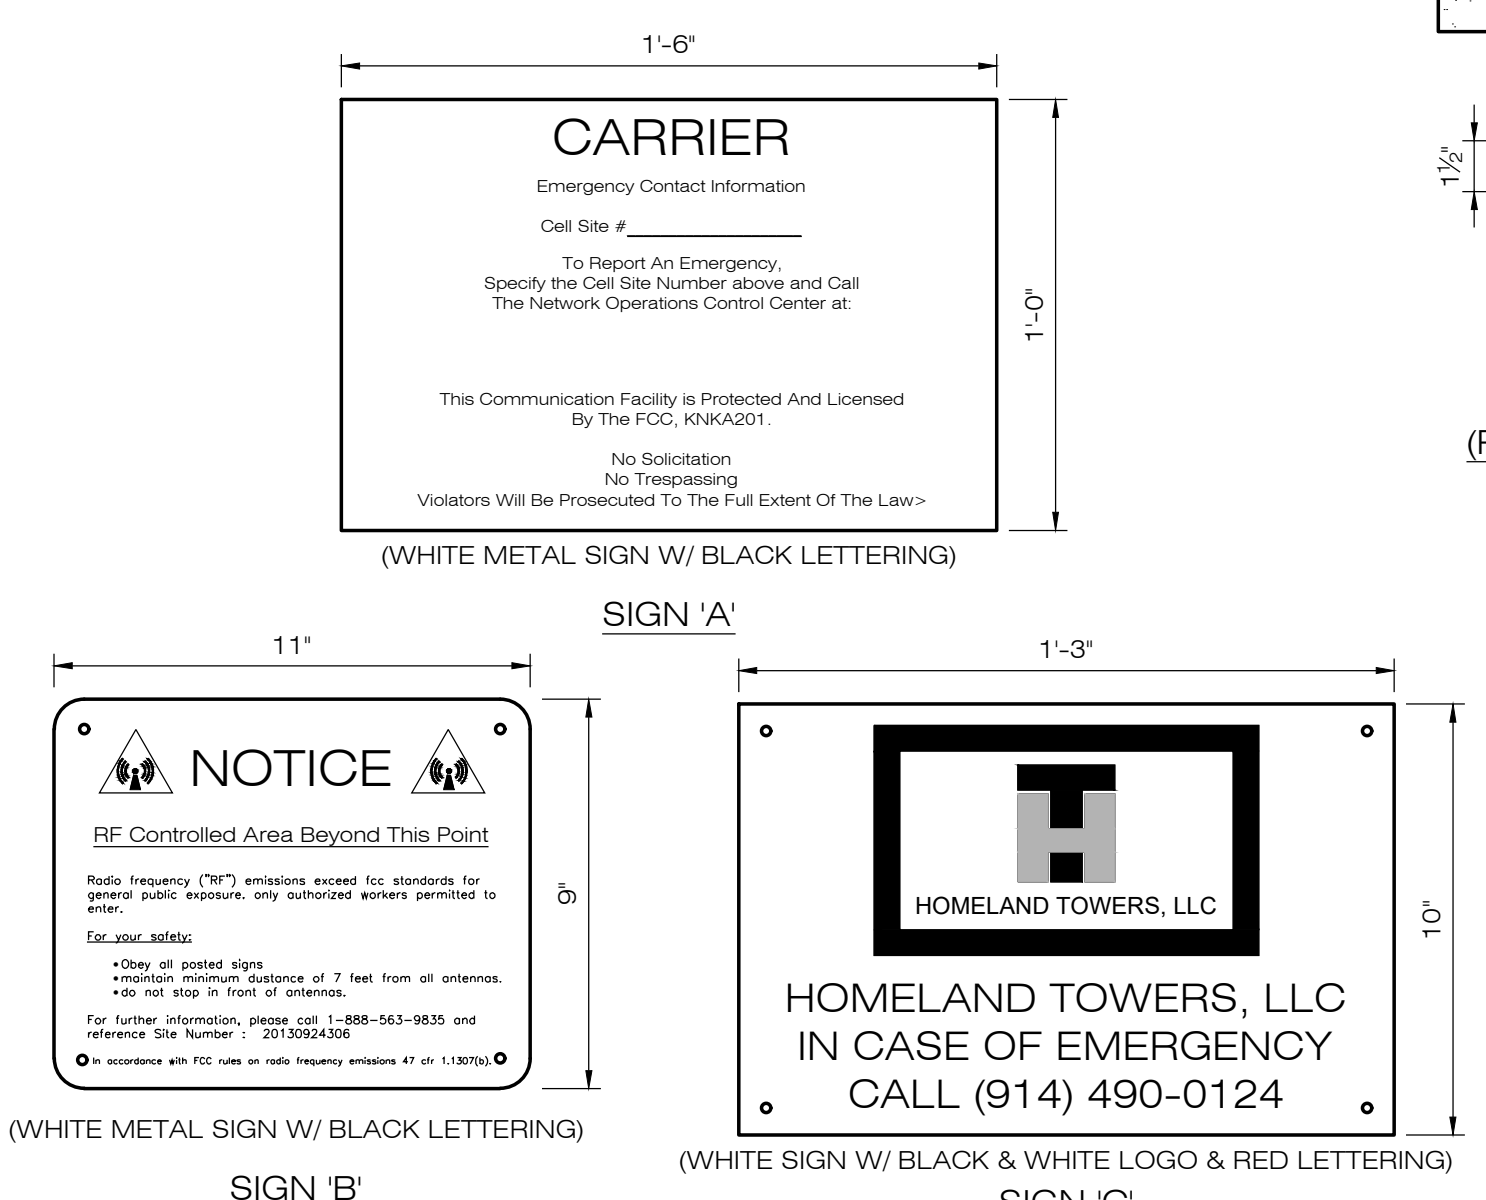 1'-6"
CARRIER
Emergency Contact Information
Cell Site #
To Report An Emergency,
Specify the Cell Site Number above and Call
The Network Operations Control Center at:
This Communication Facility is Protected And Licensed
By The FCC, KNKA201.
No Solicitation
No Trespassing
Violators Will Be Prosecuted To The Full Extent Of The Law>
1'-0"
1½"
(WHITE METAL SIGN W/ BLACK LETTERING)
SIGN 'A'
11"
NOTICE
RF Controlled Area Beyond This Point
Radio frequency ("RF") emissions exceed fcc standards for
general public exposure. only authorized workers permitted to
enter.
For your safety:
•Obey all posted signs
•maintain minimum dustance of 7 feet from all antennas.
•do not stop in front of antennas.
For further information, please call 1-888-563-9835 and
reference Site Number : 20130924306
In accordance with FCC rules on radio frequency emissions 47 cfr 1.1307(b).
9"
(WHITE METAL SIGN W/ BLACK LETTERING)
SIGN 'B'
1'-3"
HOMELAND TOWERS, LLC
HOMELAND TOWERS, LLC
IN CASE OF EMERGENCY
CALL (914) 490-0124
10"
(WHITE SIGN W/ BLACK & WHITE LOGO & RED LETTERING)
SIGN 'C'